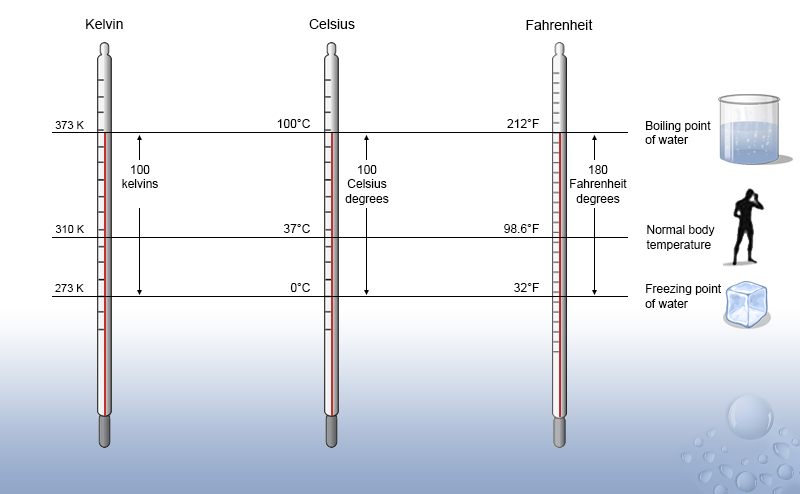 Kelvin
Celsius
Fahrenheit
373 K
100°C
212°F
Boiling point
of water
100
kelvins
100
Celsius
degrees
180
Fahrenheit
degrees
310 K
37°C
98.6°F
Normal body
temperature
273 K
0°C
32°F
Freezing point
of water